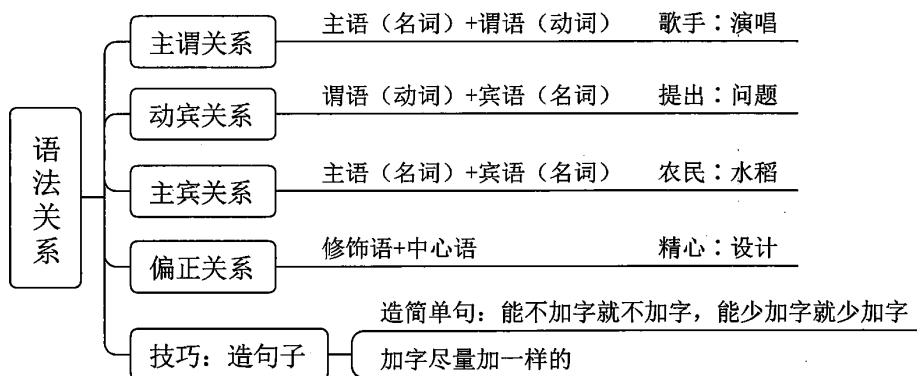 语法关系
主谓关系 主语（名词）+谓语（动词） 歌手：演唱
动宾关系 谓语（动词）+宾语（名词） 提出：问题
主宾关系 主语（名词）+宾语（名词） 农民：水稻
偏正关系 修饰语+中心语 精心：设计
技巧：造句子
造简单句：能不加字就不加字，能少加字就少加字
加字尽量加一样的